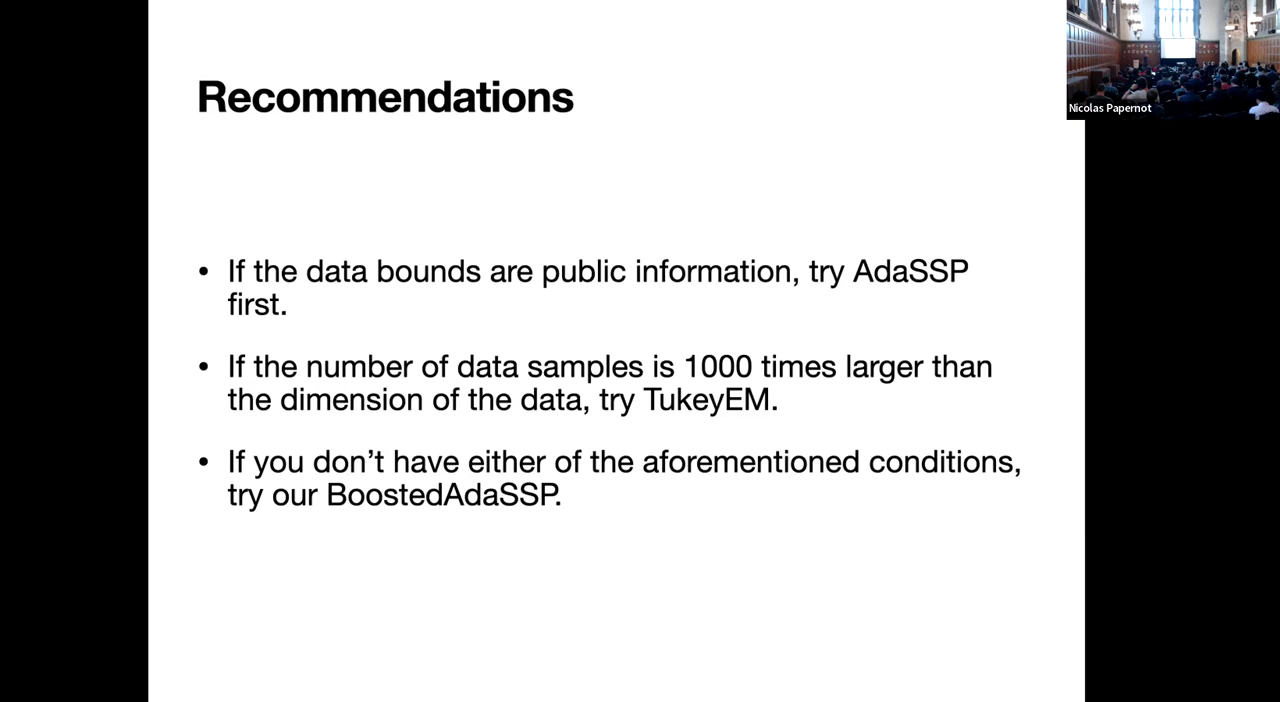 Recommendations
Nicolas Papernot
• If the data bounds are public information, try AdaSSP
first.
• If the number of data samples is 1000 times larger than
the dimension of the data, try TukeyEM.
• If you don’t have either of the aforementioned conditions,
try our BoostedAdaSSP.